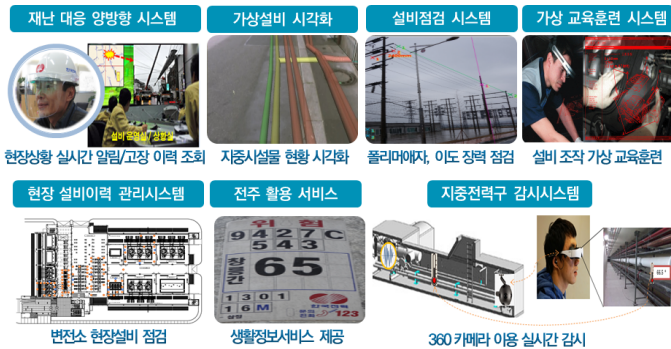 재난 대응 양방향 시스템
가상설비 시각화
설비점검 시스템
가상 교육훈련 시스템
설비 운영실 / 상황실
현장상황 실시간 알림/고장 이력 조회
지중시설물 현황 시각화
폴리머애자, 이도 장력 점검
설비 조작 가상 교육훈련
현장 설비이력 관리시스템
전주 활용 서비스
지중전력구 감시시스템
위험
9427C
543
창릉간
65
1301
16M
123
변전소 현장설비 점검
생활정보서비스 제공
360 카메라 이용 실시간 감시